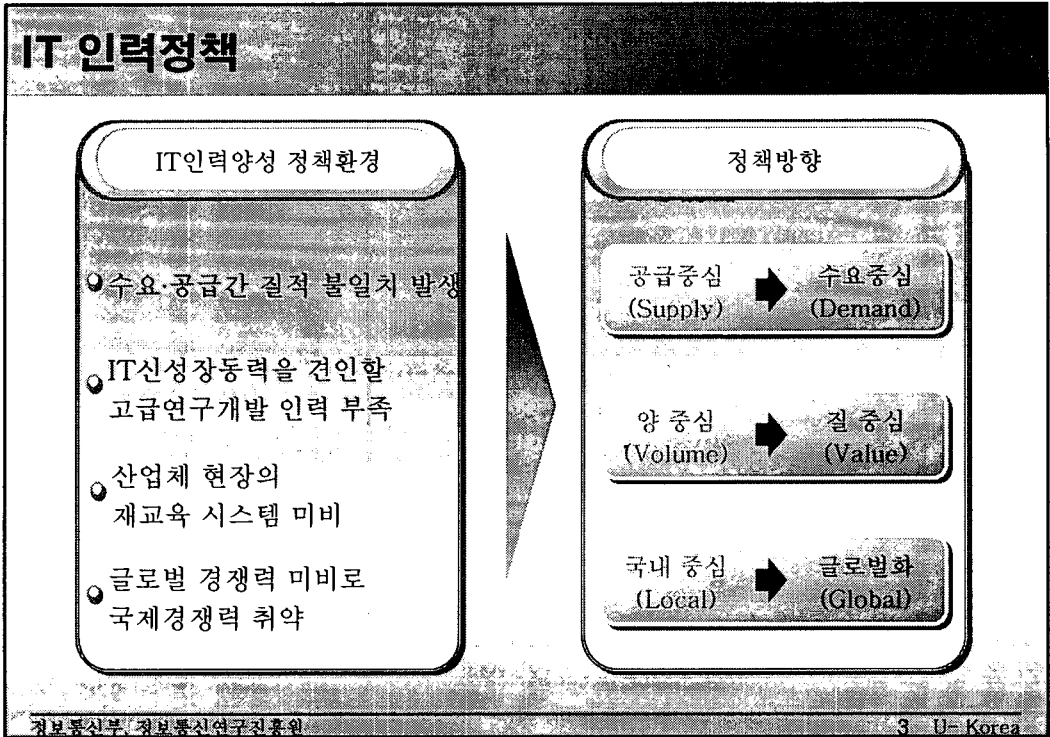 IT 인력정책
IT인력양성 정책환경
수요·공급간 질적 불일치 발생
IT신성장동력을 견인할
고급연구개발 인력 부족
산업체 현장의
재교육 시스템 미비
글로벌 경쟁력 미비로
국제경쟁력 취약
정책방향
공급중심
(Supply)
수요중심
(Demand)
양 중심
(Volume)
질 중심
(Value)
국내 중심
(Local)
글로벌화
(Global)
정보통신부, 정보통신연구진흥원
3 U- Korea